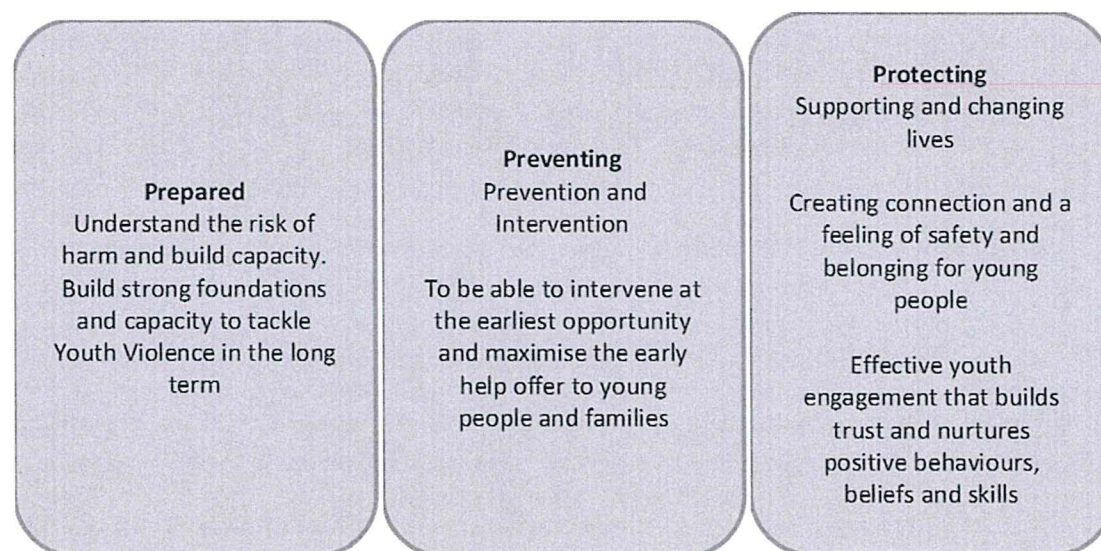 Prepared
Understand the risk of
harm and build capacity.
Build strong foundations
and capacity to tackle
Youth Violence in the long
term
Preventing
Prevention and
Intervention
To be able to intervene at
the earliest opportunity
and maximise the early
help offer to young
people and families
Protecting
Supporting and changing
lives
Creating connection and a
feeling of safety and
belonging for young
people
Effective youth
engagement that builds
trust and nurtures
positive behaviours,
beliefs and skills